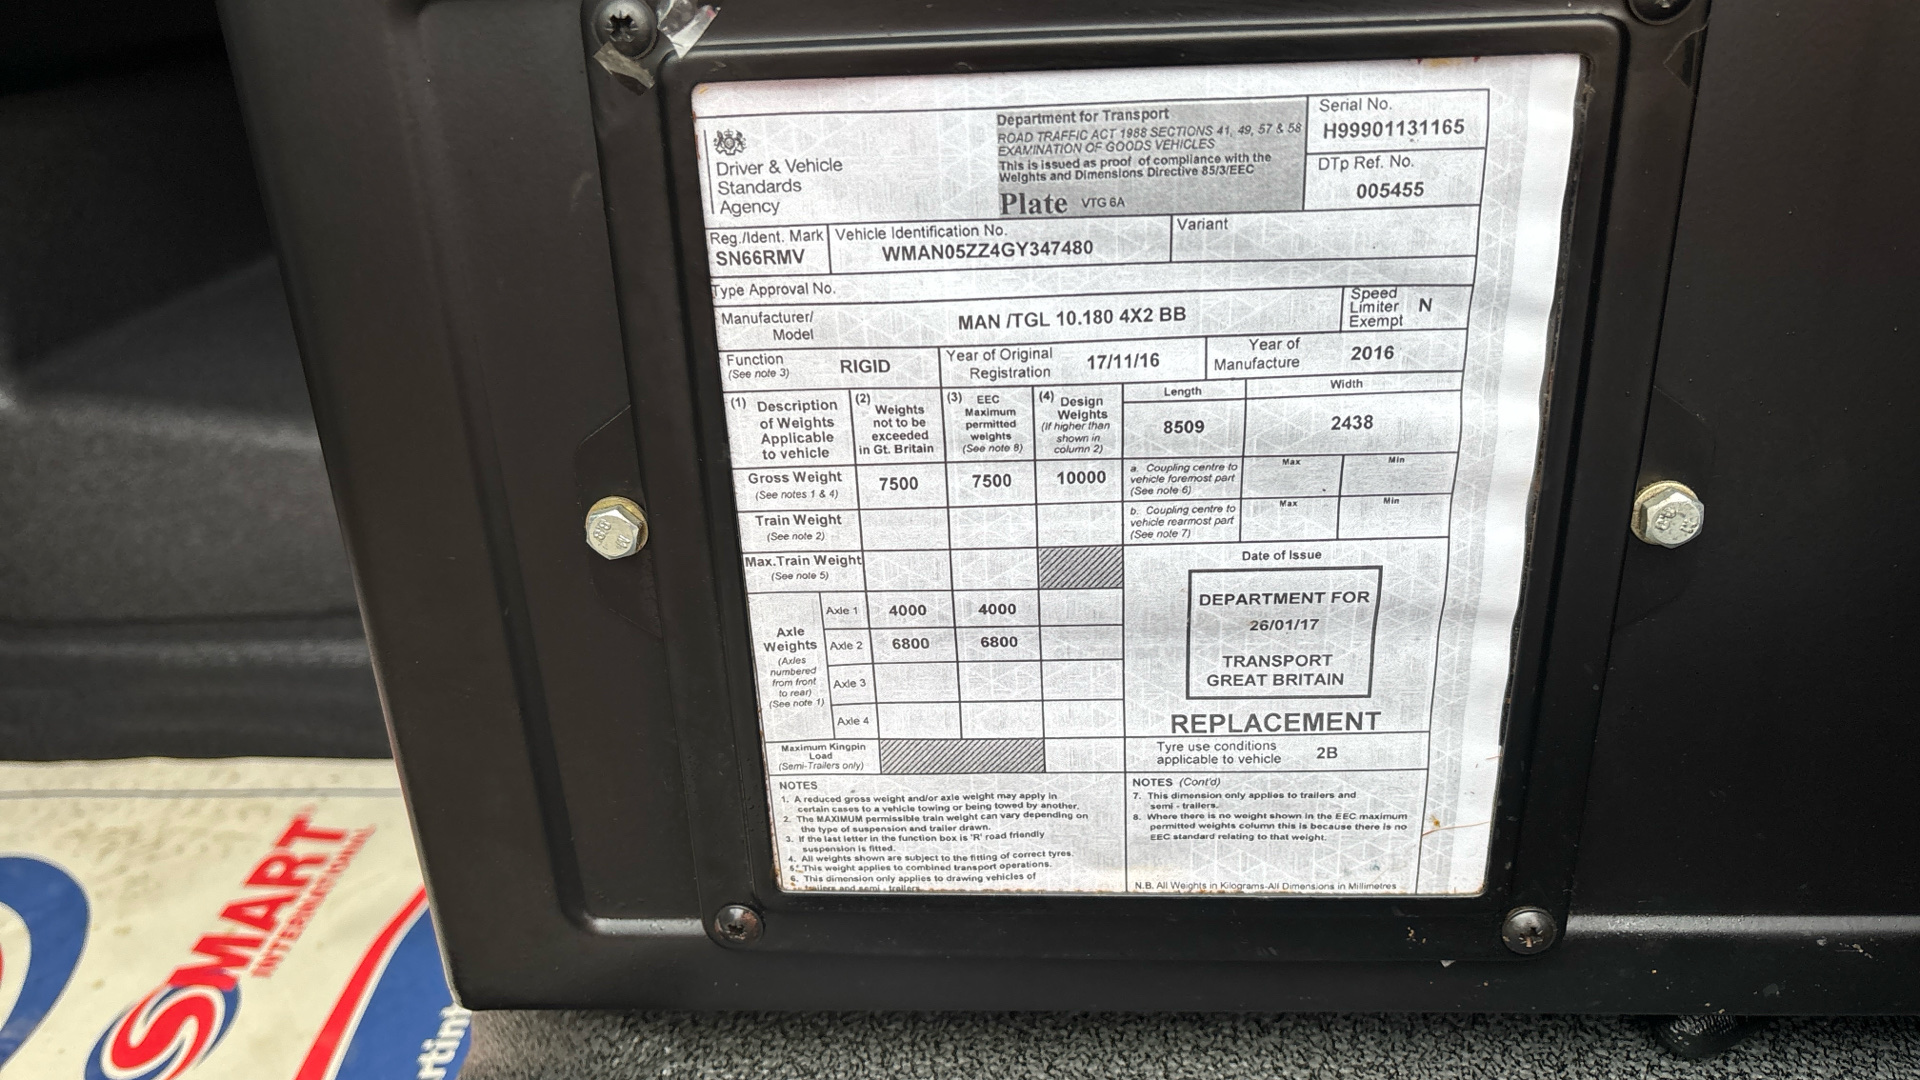 Driver & Vehicle
Standards
Agency
Department for Transport
ROAD TRAFFIC ACT 1988 SECTIONS 41, 49, 57 & 58
EXAMINATION OF GOODS VEHICLES
This is issued as proof of compliance with the
Weights and Dimensions Directive 85/3/EEC
Plate VTG 6A
Serial No.
H99901131165
DTp Ref. No.
005455
Reg./Ident. Mark
SN66RMV
Vehicle Identification No.
WMAN05ZZ4GY347480
Variant
Type Approval No.
Manufacturer/
Model
MAN /TGL 10.180 4X2 BB
Speed
Limiter
Exempt
N
Function
(See note 3)
RIGID
Year of Original
Registration
17/11/16
Year of
Manufacture
2016
(1) Description
of Weights
Applicable
to vehicle
(2) Weights
not to be
exceeded
in Gt. Britain
(3) EEC
Maximum
permitted
weights
(See note 8)
(4) Design
Weights
(if higher than
shown in
column 2)
Length
8509
Width
2438
Gross Weight
(See notes 1 & 4)
7500
7500
10000
a. Coupling centre to
vehicle foremost part
(See note 6)
Max
Min
Train Weight
(See note 2)
b. Coupling centre to
vehicle rearmost part
(See note 7)
Max
Min
Max.Train Weight
(See note 5)
Axle
Weights
(Axles
numbered
from front
to rear)
(See note 1)
Axle 1
4000
4000
Axle 2
6800
6800
Axle 3
Axle 4
Date of Issue
DEPARTMENT FOR
26/01/17
TRANSPORT
GREAT BRITAIN
REPLACEMENT
Maximum Kingpin
Load
(Semi-Trailers only)
Tyre use conditions
applicable to vehicle
2B
NOTES
1. A reduced gross weight and/or axle weight may apply in
certain cases to a vehicle towing or being towed by another.
2. The MAXIMUM permissible train weight can vary depending on
the type of suspension and trailer drawn.
3. If the last letter in the function box is 'R' road friendly
suspension is fitted.
4. All weights shown are subject to the fitting of correct tyres.
5. This weight applies to combined transport operations.
6. This dimension only applies to drawing vehicles of
trailers and semi - trailers.
NOTES (Cont'd)
7. This dimension only applies to trailers and
semi - trailers.
8. Where there is no weight shown in the EEC maximum
permitted weights column this is because there is no
EEC standard relating to that weight.
N.B. All Weights in Kilograms-All Dimensions in Millimetres
SMART
INTERNATIONAL